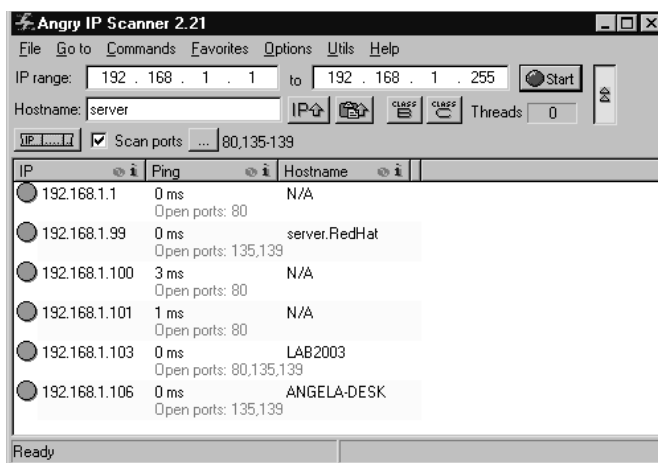 Angry IP Scanner 2.21
File Go to Commands Favorites Options Utils Help
IP range: 192 . 168 . 1 . 1 to 192 . 168 . 1 . 255 Start
Hostname: server IP CLASS B CLASS C Threads 0
IP Scan ports ... 80,135-139
IP Ping Hostname
192.168.1.1 0 ms N/A
Open ports: 80
192.168.1.99 0 ms server.RedHat
Open ports: 135,139
192.168.1.100 3 ms N/A
Open ports: 80
192.168.1.101 1 ms N/A
Open ports: 80
192.168.1.103 0 ms LAB2003
Open ports: 80,135,139
192.168.1.106 0 ms ANGELA-DESK
Open ports: 135,139
Ready